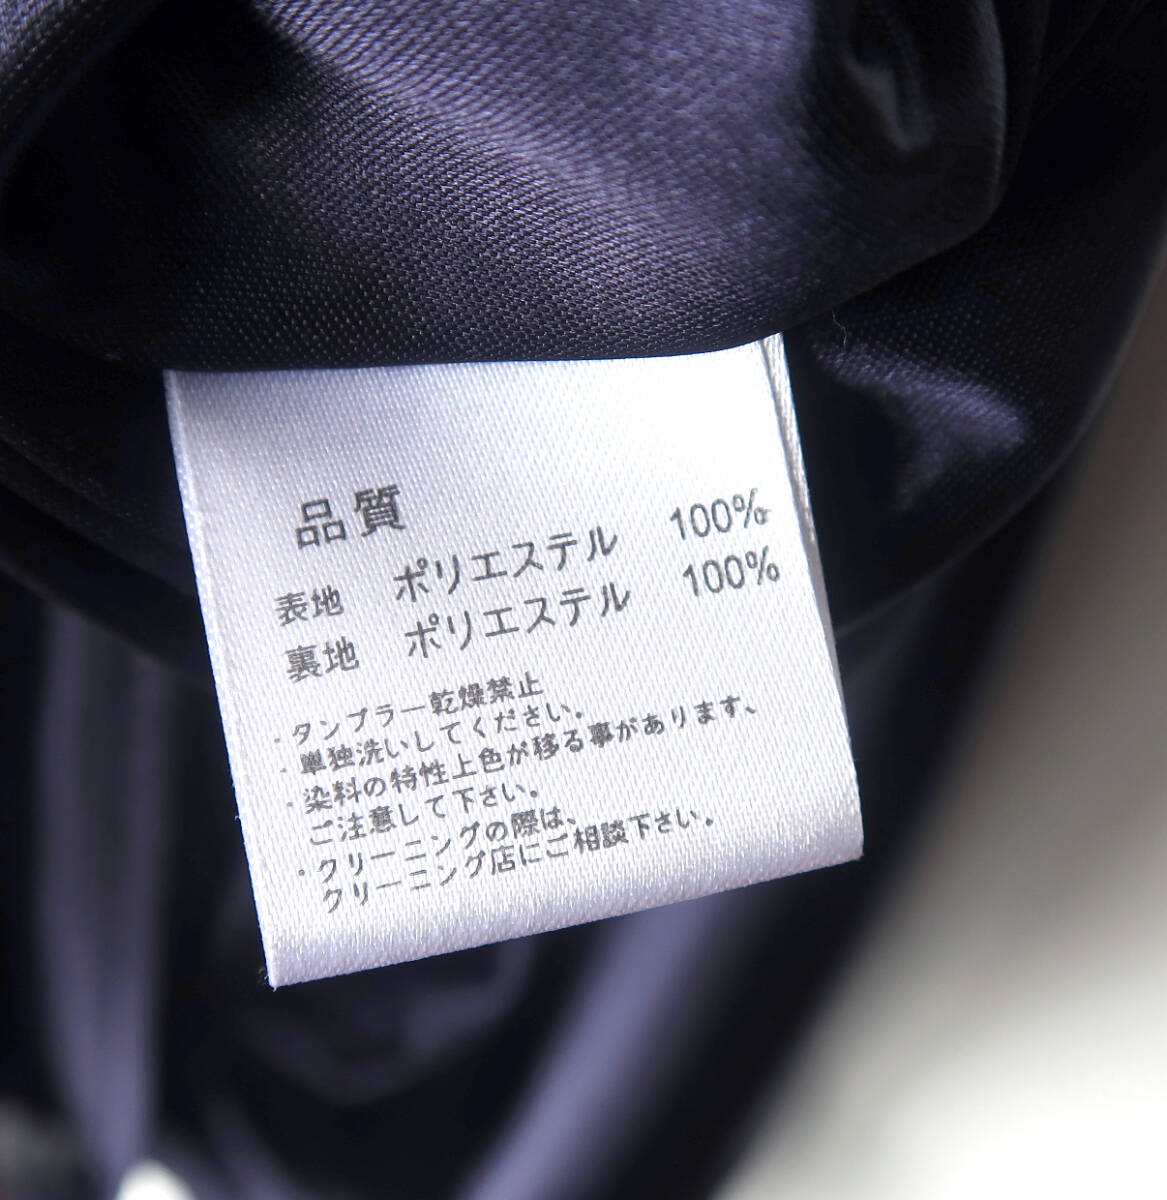 品質
表地 ポリエステル 100%
裏地 ポリエステル 100%
・タンブラー乾燥禁止
・単独洗いしてください。
・染料の特性上色が移る事があります、
ご注意して下さい。
・クリーニングの際は、
クリーニング店にご相談下さい。